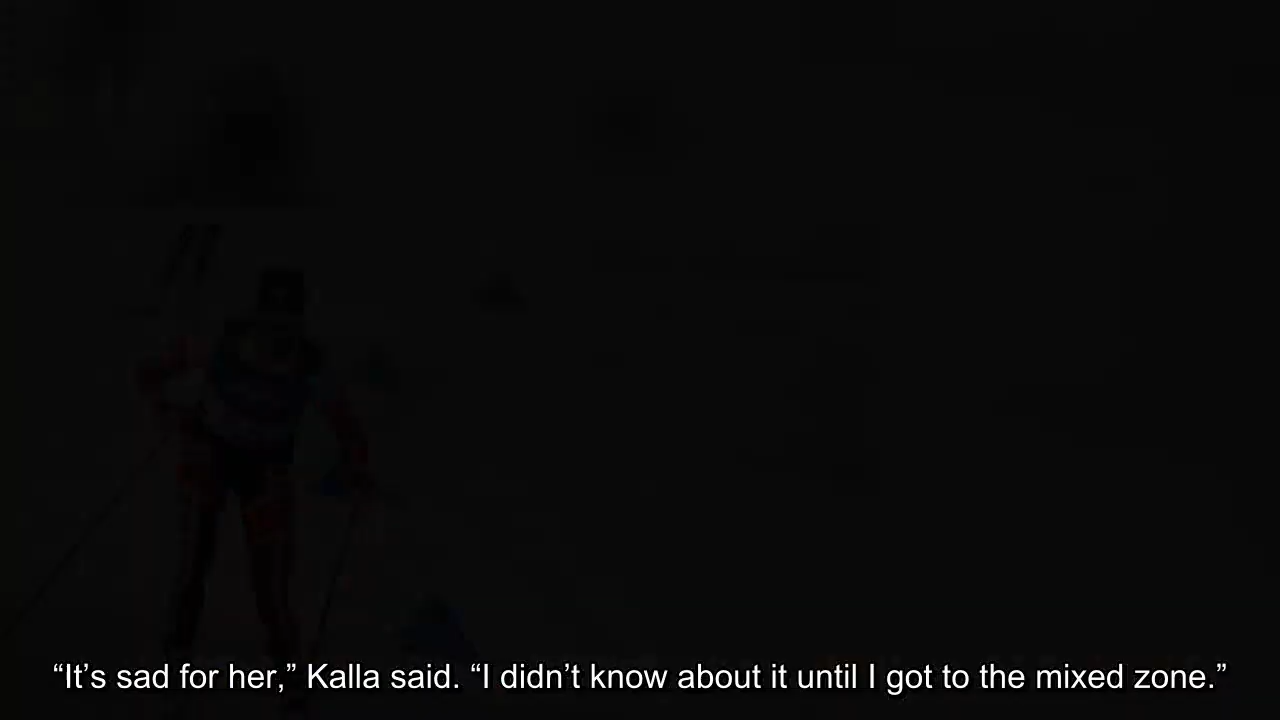 “It’s sad for her,” Kalla said. “I didn’t know about it until I got to the mixed zone.”